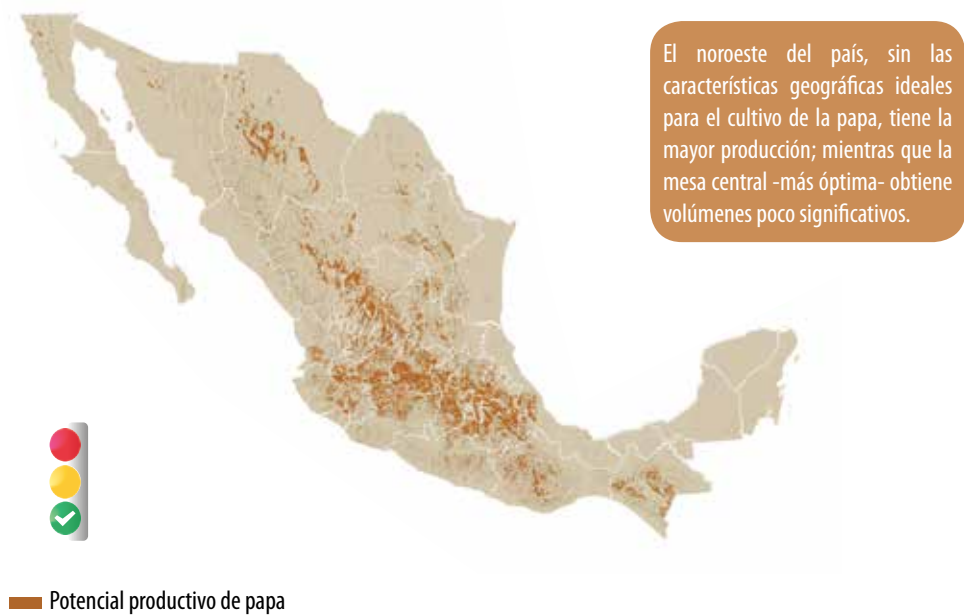 El noroeste del país, sin las
características geográficas ideales
para el cultivo de la papa, tiene la
mayor producción; mientras que la
mesa central -más óptima- obtiene
volúmenes poco significativos.
Potencial productivo de papa